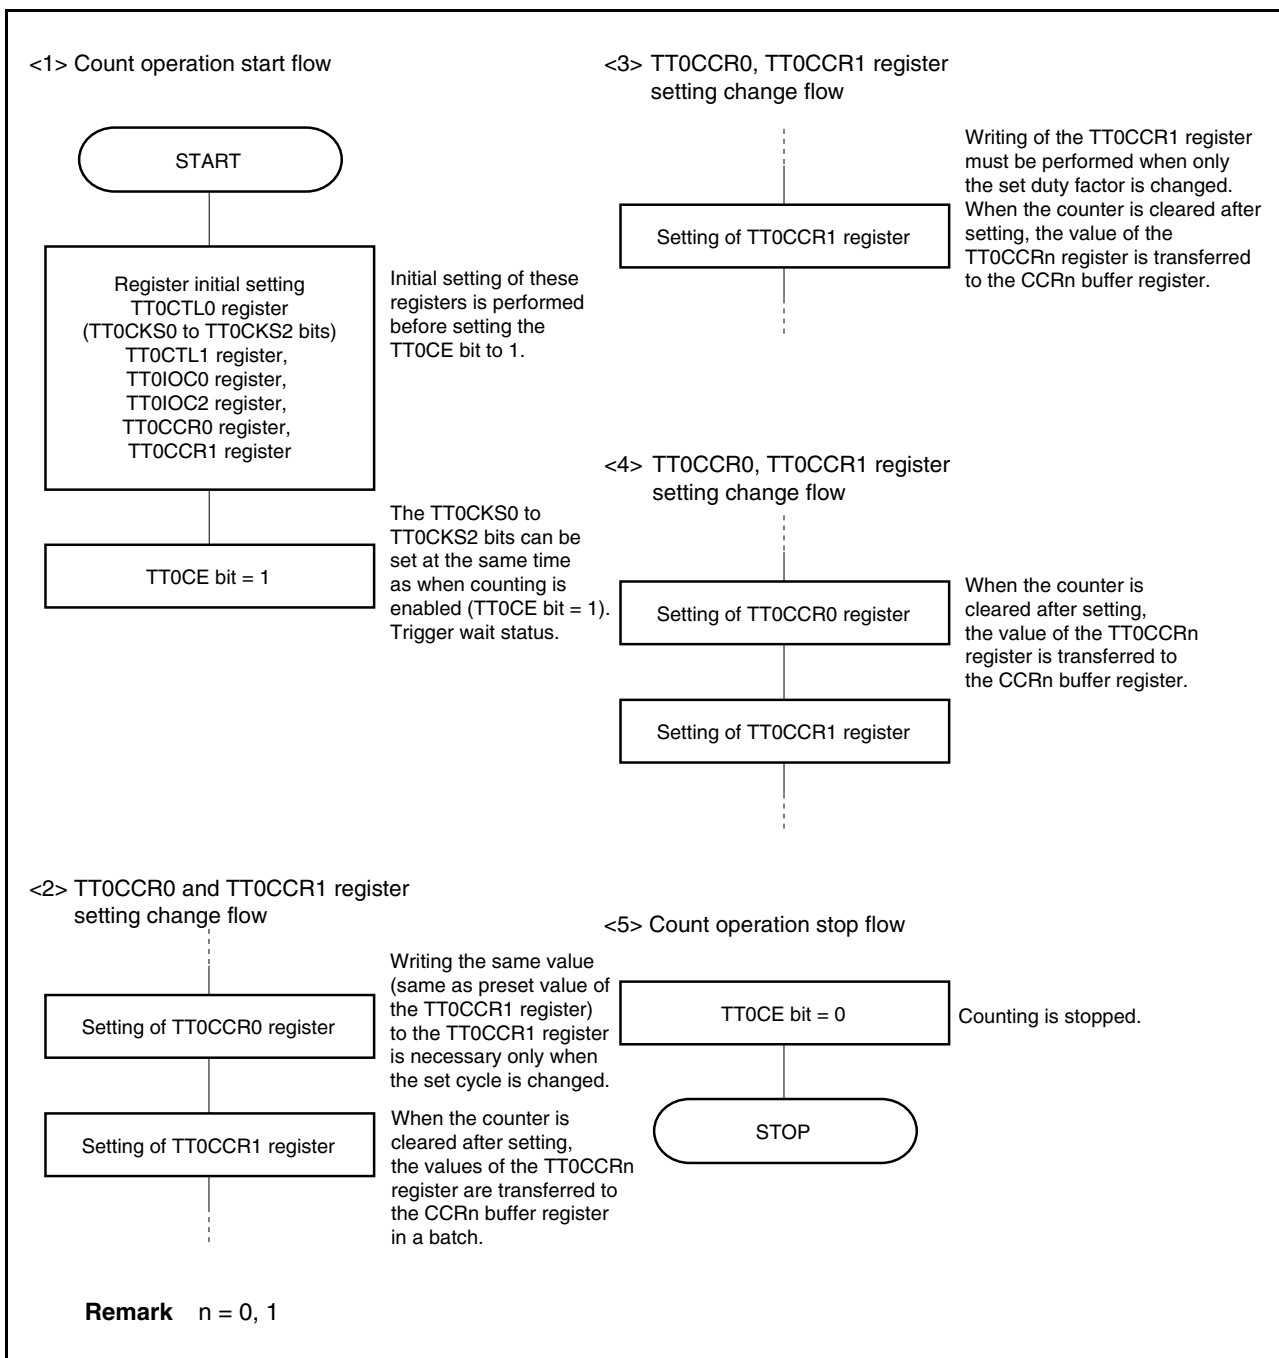 <1> Count operation start flow
START
Register initial setting
TT0CTL0 register
(TT0CKS0 to TT0CKS2 bits)
TT0CTL1 register,
TT0IOC0 register,
TT0IOC2 register,
TT0CCR0 register,
TT0CCR1 register
Initial setting of these
registers is performed
before setting the
TT0CE bit to 1.
TT0CE bit = 1
The TT0CKS0 to
TT0CKS2 bits can be
set at the same time
as when counting is
enabled (TT0CE bit = 1).
Trigger wait status.
<2> TT0CCR0 and TT0CCR1 register
setting change flow
Setting of TT0CCR0 register
Writing the same value
(same as preset value of
the TT0CCR1 register)
to the TT0CCR1 register
is necessary only when
the set cycle is changed.
Setting of TT0CCR1 register
When the counter is
cleared after setting,
the values of the TT0CCRn
register are transferred to
the CCRn buffer register
in a batch.
<3> TT0CCR0, TT0CCR1 register
setting change flow
Setting of TT0CCR1 register
Writing of the TT0CCR1 register
must be performed when only
the set duty factor is changed.
When the counter is cleared after
setting, the value of the
TT0CCRn register is transferred
to the CCRn buffer register.
<4> TT0CCR0, TT0CCR1 register
setting change flow
Setting of TT0CCR0 register
When the counter is
cleared after setting,
the value of the TT0CCRn
register is transferred to
the CCRn buffer register.
Setting of TT0CCR1 register
<5> Count operation stop flow
TT0CE bit = 0
Counting is stopped.
STOP
Remark n = 0, 1